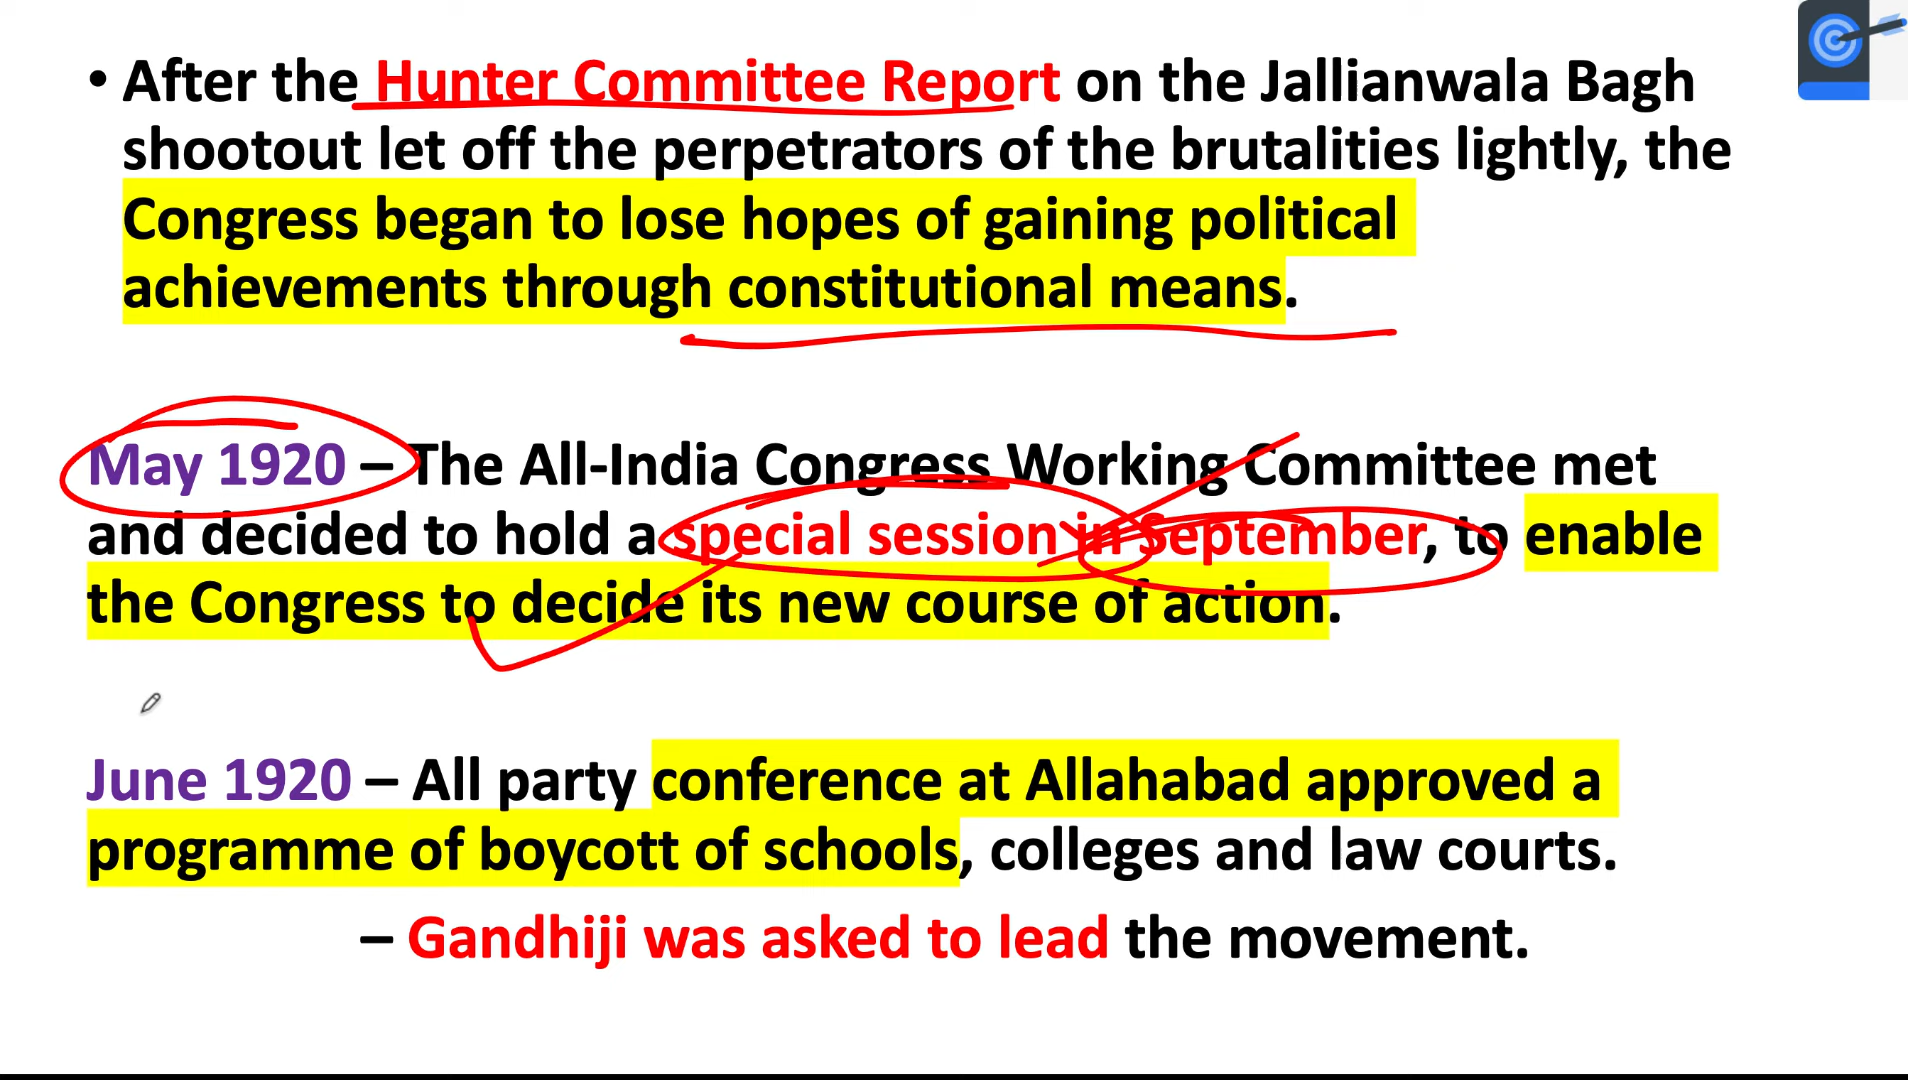 • After the Hunter Committee Report on the Jallianwala Bagh
shootout let off the perpetrators of the brutalities lightly, the
Congress began to lose hopes of gaining political
achievements through constitutional means.
May 1920 – The All-India Congress Working Committee met
and decided to hold a special session in September, to enable
the Congress to decide its new course of action.
June 1920 – All party conference at Allahabad approved a
programme of boycott of schools, colleges and law courts.
– Gandhiji was asked to lead the movement.